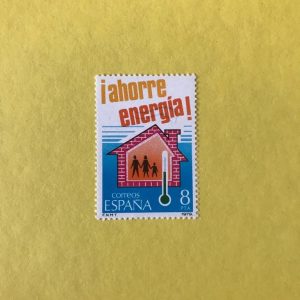 ¡ahorre
energía!
CORREOS
ESPAÑA
8
PTA
F.N.M.T.
1979